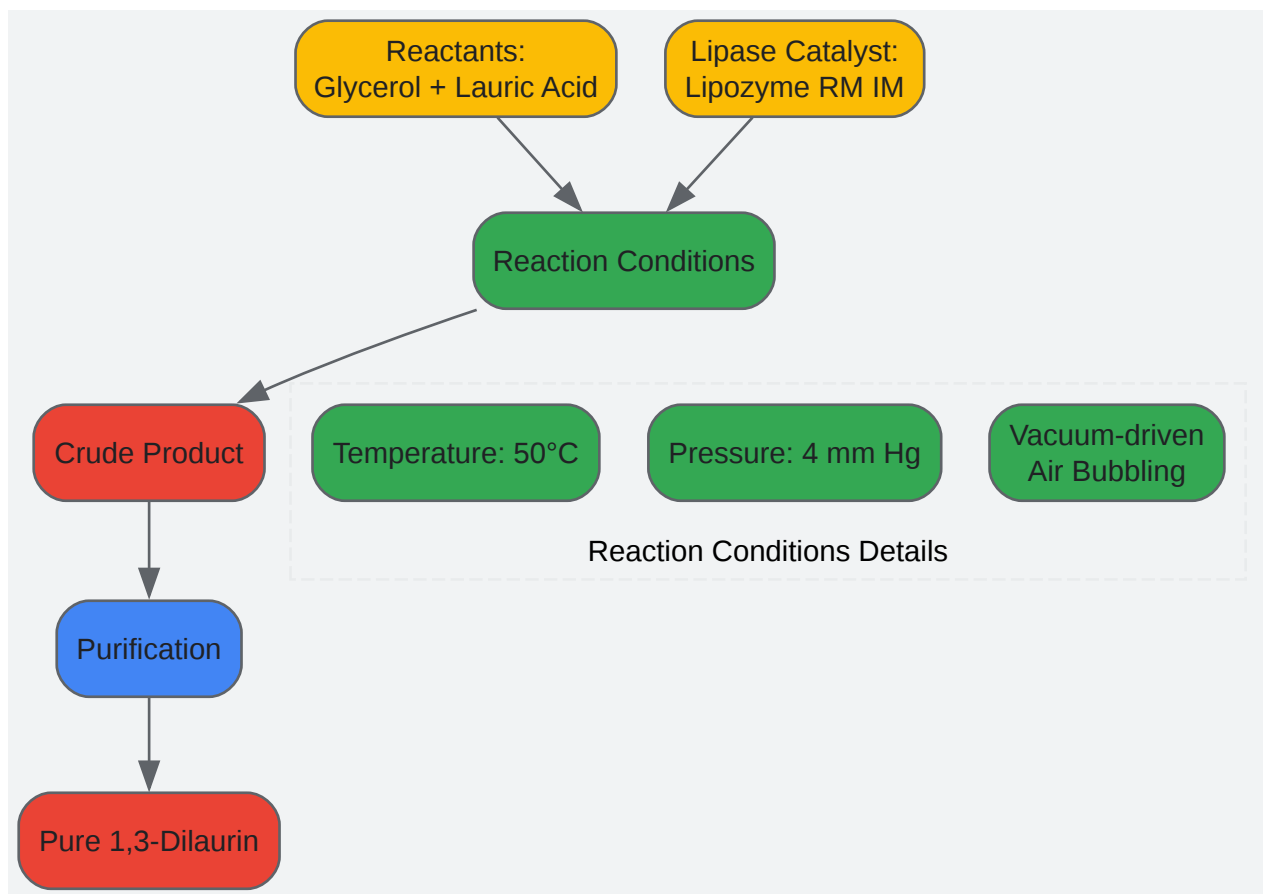 Reactants:
Glycerol + Lauric Acid
Lipase Catalyst:
Lipozyme RM IM
Reaction Conditions
Crude Product
Temperature: 50°C
Pressure: 4 mm Hg
Vacuum-driven
Air Bubbling
Reaction Conditions Details
Purification
Pure 1,3-Dilaurin